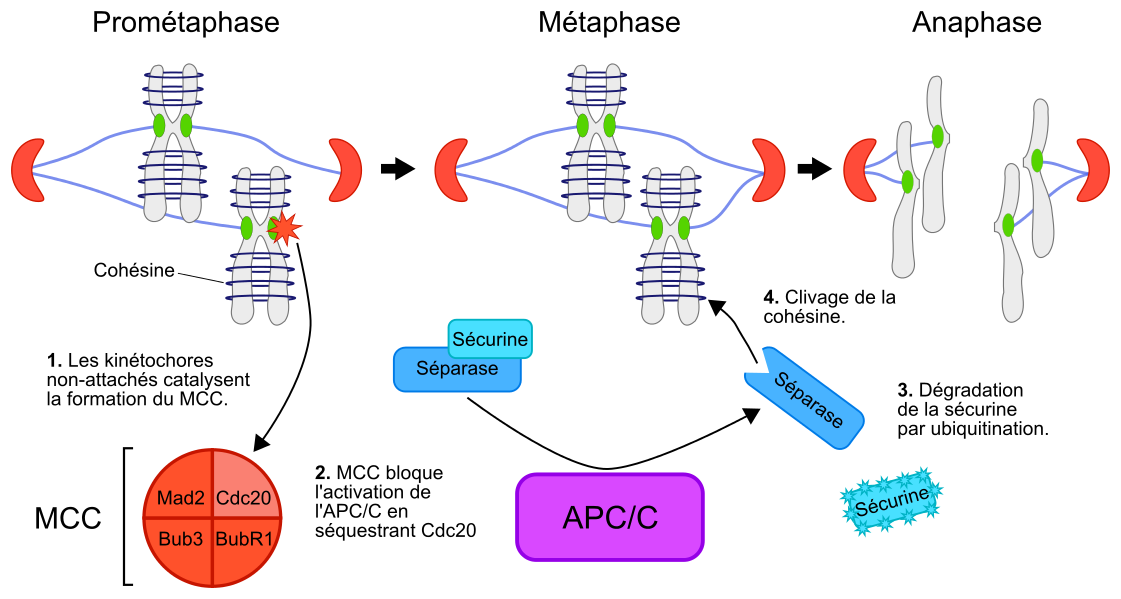 Prométaphase
Métaphase
Anaphase
Cohésine
1. Les kinétochores
non-attachés catalysent
la formation du MCC.
MCC
Mad2
Cdc20
Bub3
BubR1
2. MCC bloque
l'activation de
l'APC/C en
séquestrant Cdc20
Sécurine
Séparase
APC/C
4. Clivage de la
cohésine.
Séparase
3. Dégradation
de la sécurine
par ubiquitination.
Sécurine